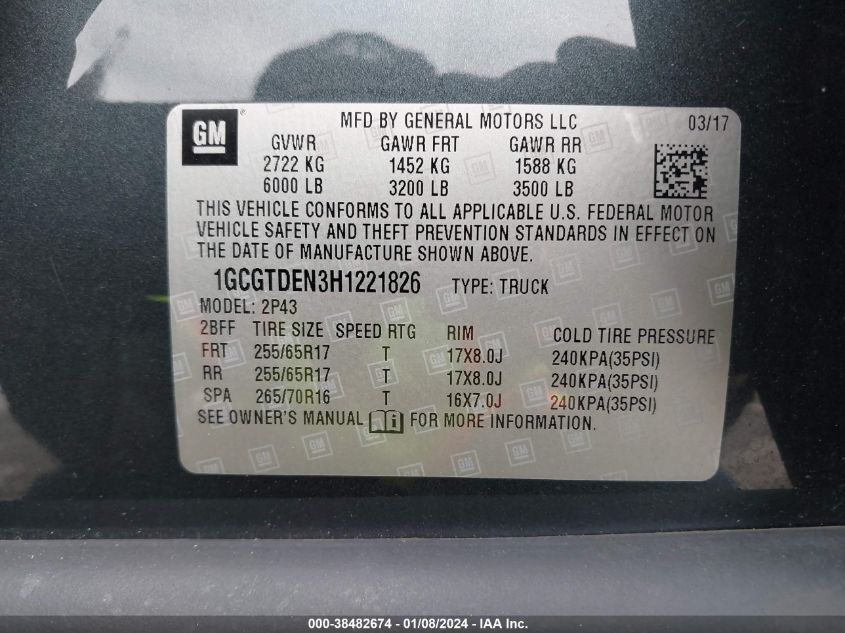 GM ® MFD BY GENERAL MOTORS LLC 03/17
GVWR GAWR FRT GAWR RR
2722 KG 1452 KG 1588 KG
6000 LB 3200 LB 3500 LB
THIS VEHICLE CONFORMS TO ALL APPLICABLE U.S. FEDERAL MOTOR
VEHICLE SAFETY AND THEFT PREVENTION STANDARDS IN EFFECT ON
THE DATE OF MANUFACTURE SHOWN ABOVE.
1GCGTDEN3H1221826 TYPE: TRUCK
MODEL: 2P43
2BFF TIRE SIZE SPEED RTG RIM COLD TIRE PRESSURE
FRT 255/65R17 T 17X8.0J 240KPA(35PSI)
RR 255/65R17 T 17X8.0J 240KPA(35PSI)
SPA 265/70R16 T 16X7.0J 240KPA(35PSI)
SEE OWNER'S MANUAL FOR MORE INFORMATION.
000-38482674 - 01/08/2024 - IAA Inc.